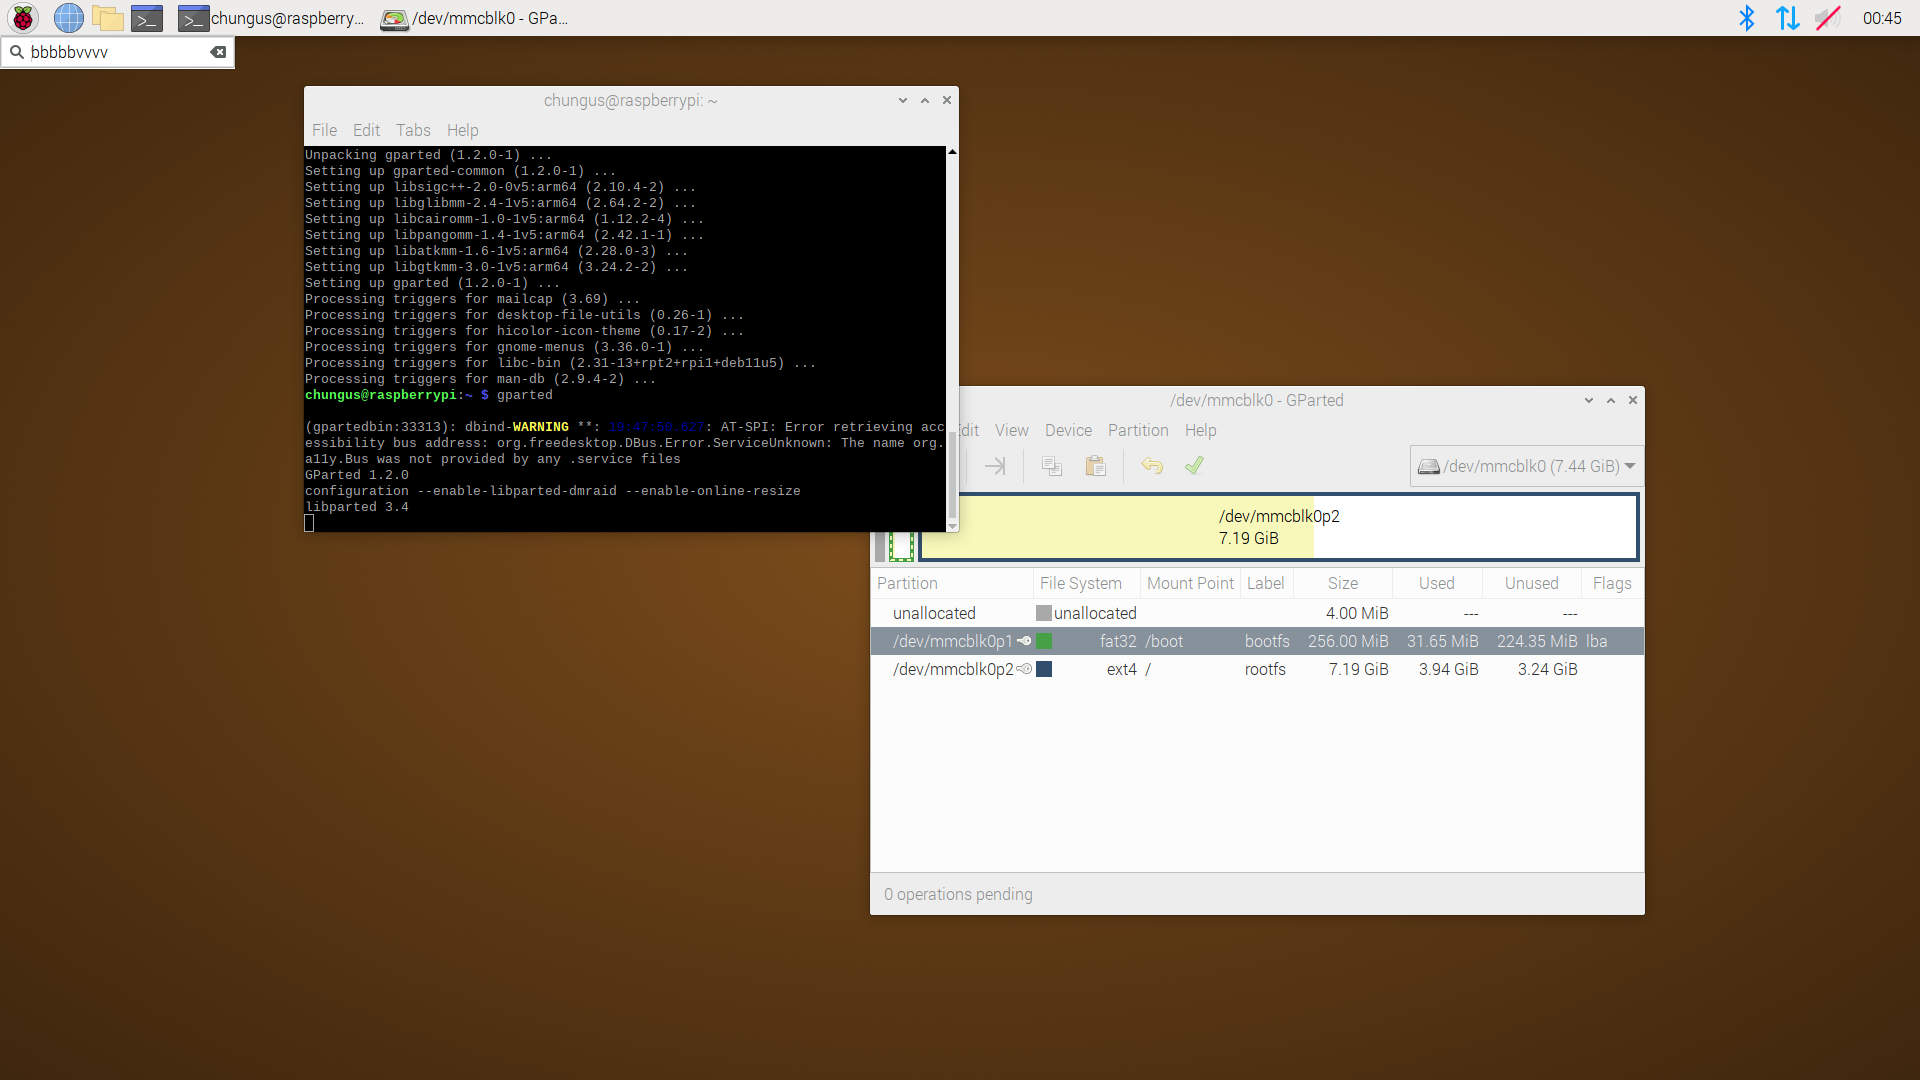 chungus@raspberry...
/dev/mmcblk0 - GPa...
00:45
bbbbbvvvv
chungus@raspberrypi: ~
File Edit Tabs Help
Unpacking gparted (1.2.0-1) ...
Setting up gparted-common (1.2.0-1) ...
Setting up libsigc++-2.0-0v5:arm64 (2.10.4-2) ...
Setting up libglibmm-2.4-1v5:arm64 (2.64.2-2) ...
Setting up libcairomm-1.0-1v5:arm64 (1.12.2-4) ...
Setting up libpangomm-1.4-1v5:arm64 (2.42.1-1) ...
Setting up libatkmm-1.6-1v5:arm64 (2.28.0-3) ...
Setting up libgtkmm-3.0-1v5:arm64 (3.24.2-2) ...
Setting up gparted (1.2.0-1) ...
Processing triggers for mailcap (3.69) ...
Processing triggers for desktop-file-utils (0.26-1) ...
Processing triggers for hicolor-icon-theme (0.17-2) ...
Processing triggers for gnome-menus (3.36.0-1) ...
Processing triggers for libc-bin (2.31-13+rpt2+rpi1+deb11u5) ...
Processing triggers for man-db (2.9.4-2) ...
chungus@raspberrypi:~ $ gparted
(gpartedbin:33313): dbind-WARNING **: 19:47:50.627: AT-SPI: Error retrieving acc
essibility bus address: org.freedesktop.DBus.Error.ServiceUnknown: The name org.
a11y.Bus was not provided by any .service files
GParted 1.2.0
configuration --enable-libparted-dmraid --enable-online-resize
libparted 3.4
/dev/mmcblk0 - GParted
dit View Device Partition Help
/dev/mmcblk0 (7.44 GiB)
/dev/mmcblk0p2
7.19 GiB
Partition File System Mount Point Label Size Used Unused Flags
unallocated unallocated 4.00 MiB --- ---
/dev/mmcblk0p1 fat32 /boot bootfs 256.00 MiB 31.65 MiB 224.35 MiB lba
/dev/mmcblk0p2 ext4 / rootfs 7.19 GiB 3.94 GiB 3.24 GiB
0 operations pending